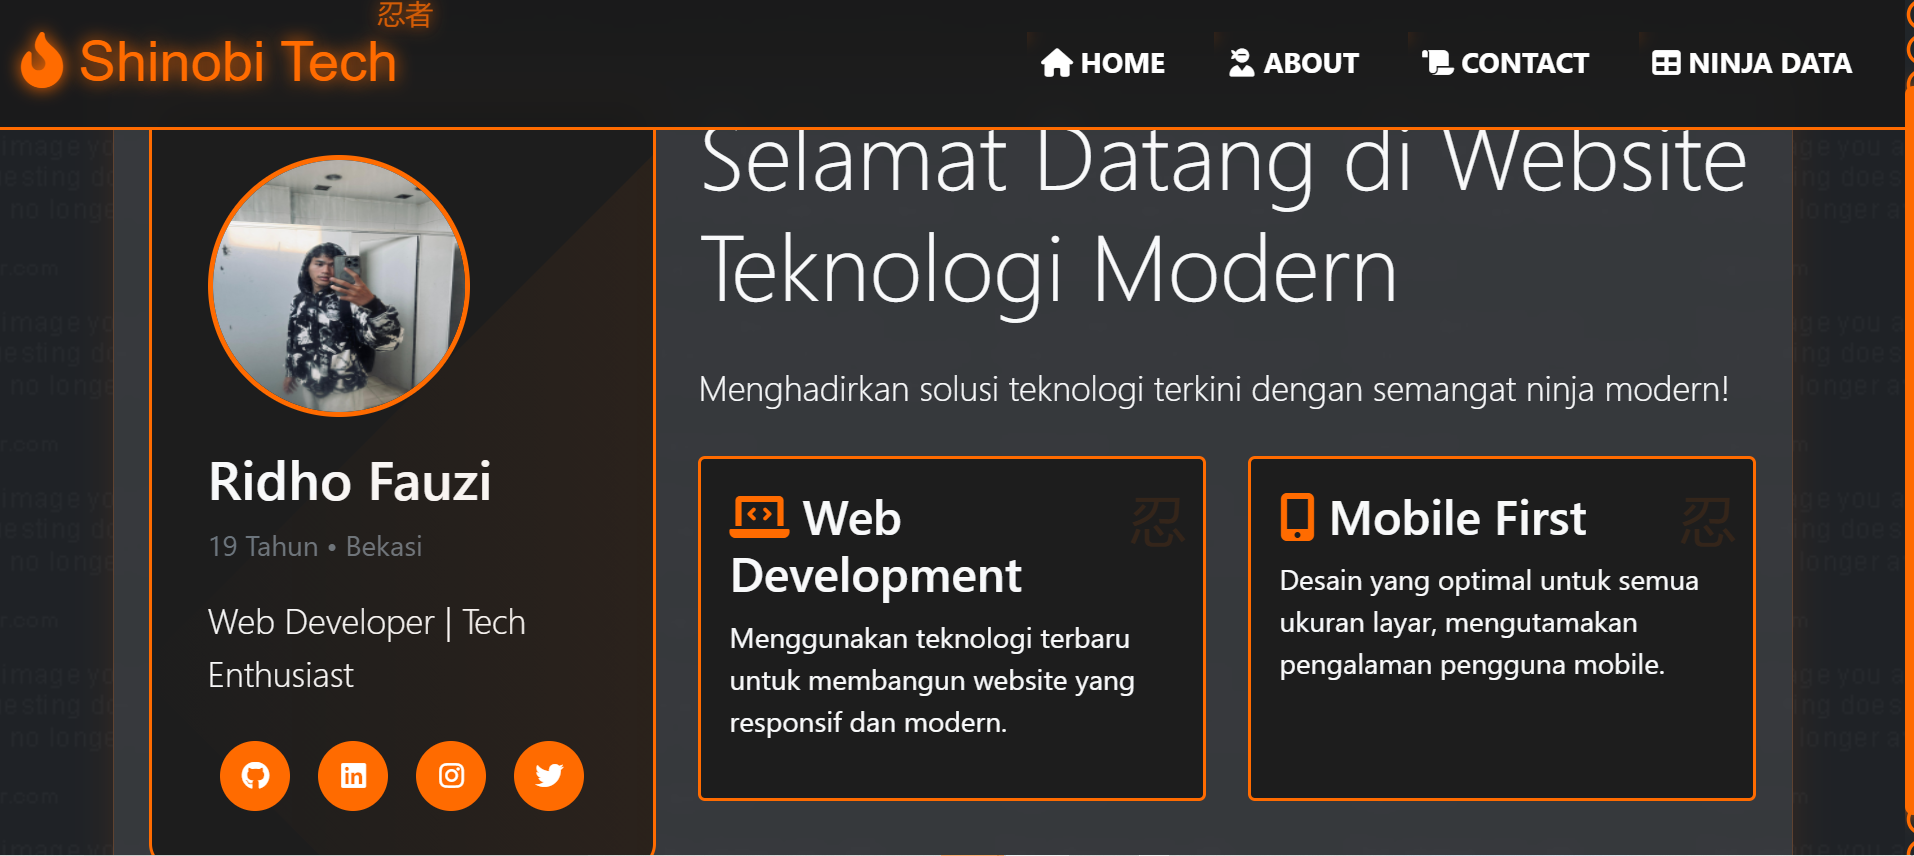 忍者
Shinobi Tech
HOME
ABOUT
CONTACT
NINJA DATA
Ridho Fauzi
19 Tahun • Bekasi
Web Developer | Tech
Enthusiast
Selamat Datang di Website
Teknologi Modern
Menghadirkan solusi teknologi terkini dengan semangat ninja modern!
Web
Development
忍
Menggunakan teknologi terbaru
untuk membangun website yang
responsif dan modern.
Mobile First
忍
Desain yang optimal untuk semua
ukuran layar, mengutamakan
pengalaman pengguna mobile.